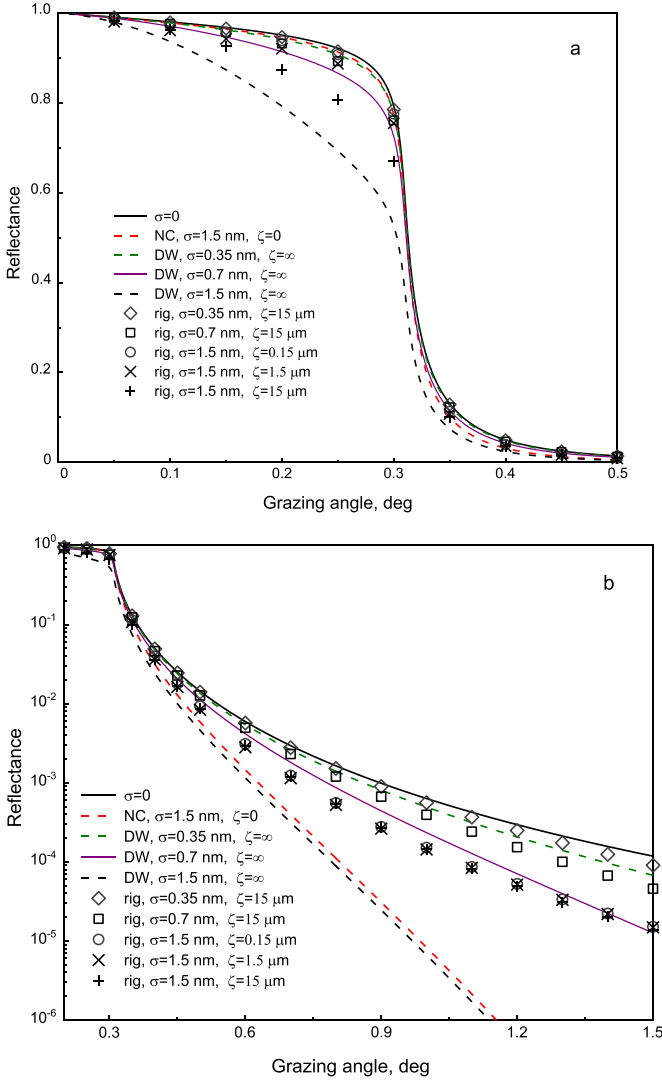 a
1.0
0.8
0.6
0.4
0.2
0
Reflectance
σ=0
NC, σ=1.5 nm, ζ=0
DW, σ=0.35 nm, ζ=∞
DW, σ=0.7 nm, ζ=∞
DW, σ=1.5 nm, ζ=∞
rig, σ=0.35 nm, ζ=15 μm
rig, σ=0.7 nm, ζ=15 μm
rig, σ=1.5 nm, ζ=0.15 μm
rig, σ=1.5 nm, ζ=1.5 μm
rig, σ=1.5 nm, ζ=15 μm
0 0.1 0.2 0.3 0.4 0.5
Grazing angle, deg
b
10⁰
10⁻¹
10⁻²
10⁻³
10⁻⁴
10⁻⁵
10⁻⁶
Reflectance
σ=0
NC, σ=1.5 nm, ζ=0
DW, σ=0.35 nm, ζ=∞
DW, σ=0.7 nm, ζ=∞
DW, σ=1.5 nm, ζ=∞
rig, σ=0.35 nm, ζ=15 μm
rig, σ=0.7 nm, ζ=15 μm
rig, σ=1.5 nm, ζ=0.15 μm
rig, σ=1.5 nm, ζ=1.5 μm
rig, σ=1.5 nm, ζ=15 μm
0.3 0.6 0.9 1.2 1.5
Grazing angle, deg